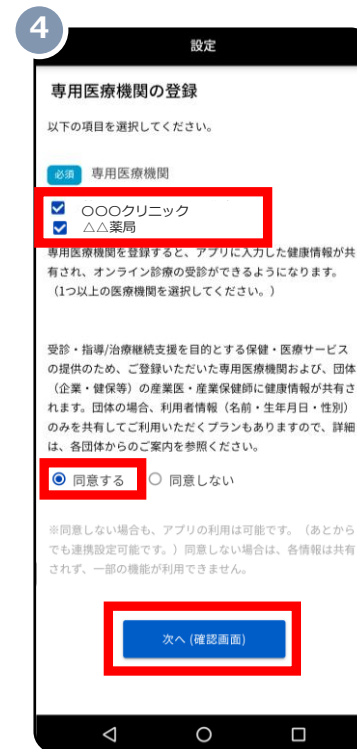 4
設定
専用医療機関の登録
以下の項目を選択してください。
必須 専用医療機関
〇〇〇クリニック
△△薬局
専用医療機関を登録すると、アプリに入力した健康情報が共
有され、オンライン診療の受診ができるようになります。
（1つ以上の医療機関を選択してください。）
受診・指導/治療継続支援を目的とする保健・医療サービス
の提供のため、ご登録いただいた専用医療機関および、団体
（企業・健保等）の産業医・産業保健師に健康情報が共有さ
れます。団体の場合、利用者情報（名前・生年月日・性別）
のみを共有してご利用いただくプランもありますので、詳細
は、各団体からのご案内を参照ください。
同意する 同意しない
※同意しない場合も、アプリの利用は可能です。（あとから
でも連携設定可能です。）同意しない場合は、各情報は共有
されず、一部の機能が利用できません。
次へ (確認画面)